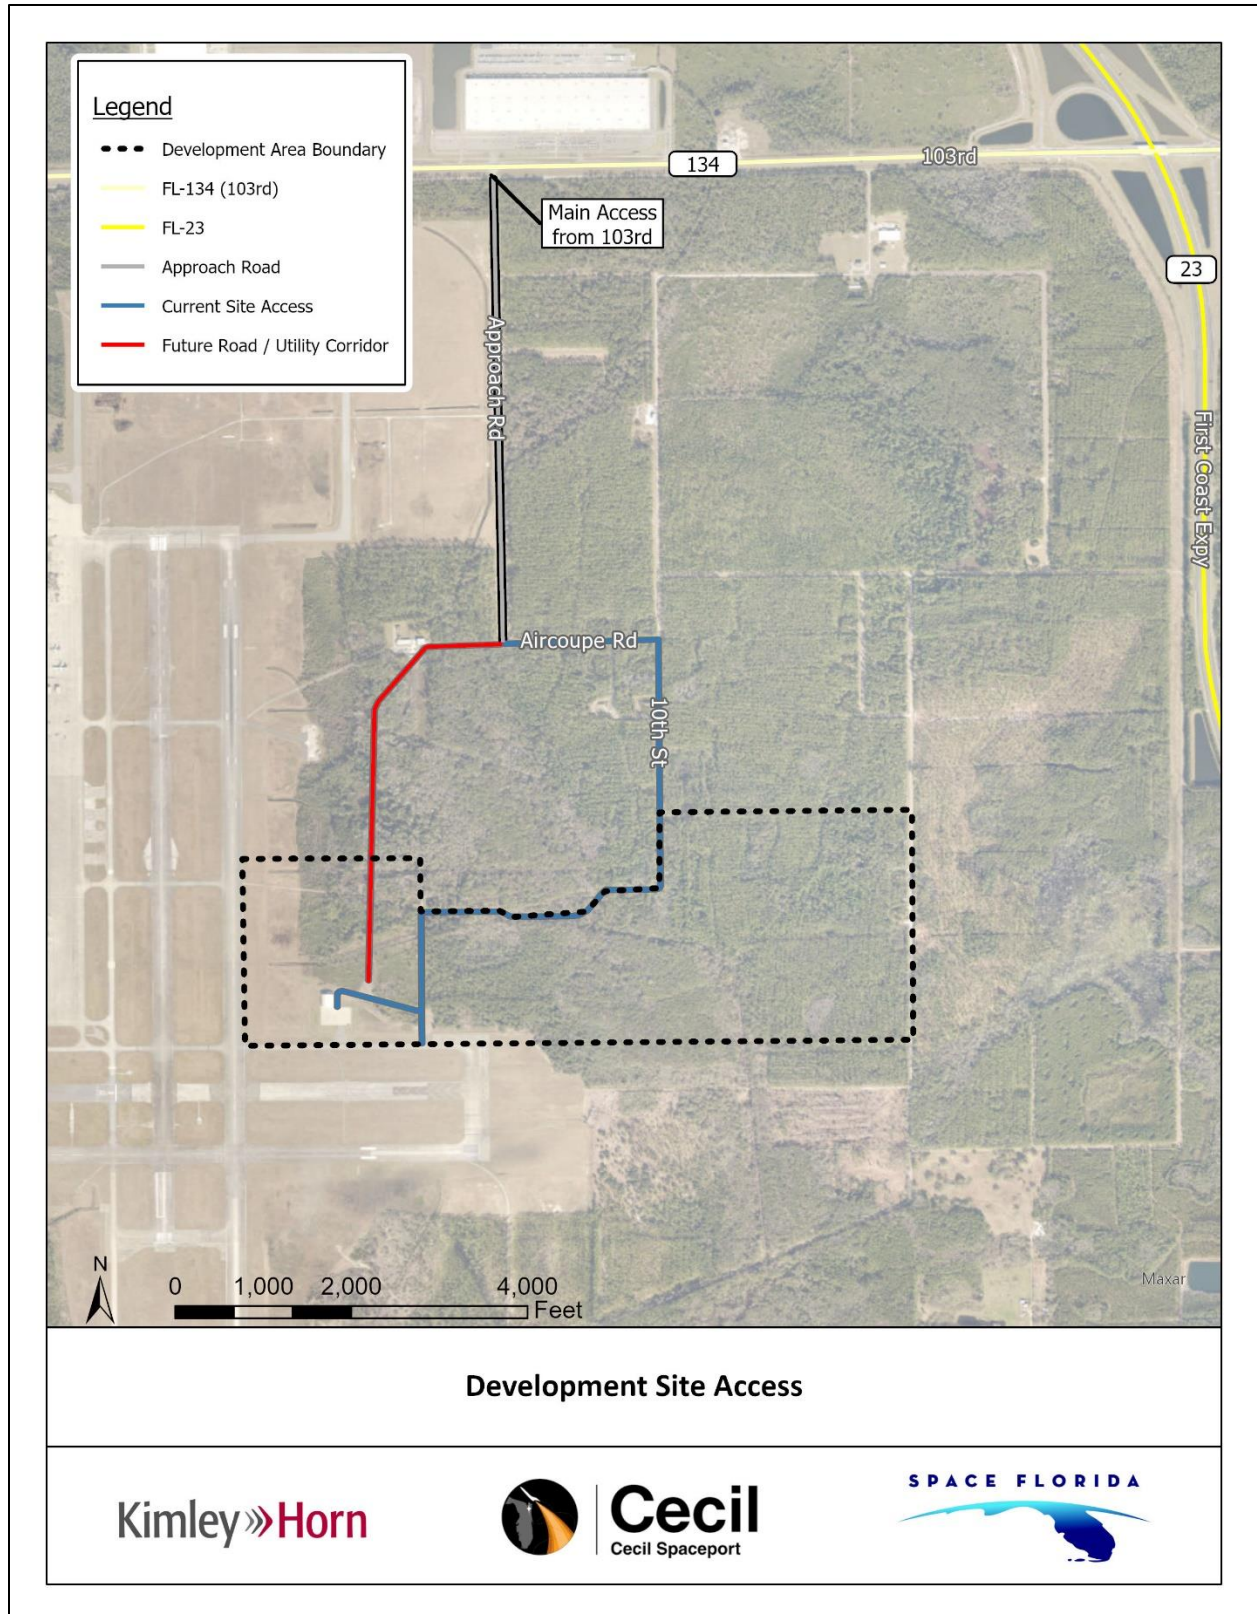 Legend
Development Area Boundary
FL-134 (103rd)
FL-23
Approach Road
Current Site Access
Future Road / Utility Corridor
134
103rd
Main Access
from 103rd
23
Approach Rd
First Coast Expy
Aircoupe Rd
10th St
Maxar
N
0 1,000 2,000 4,000
Feet
Development Site Access
Kimley»Horn
Cecil
Cecil Spaceport
SPACE FLORIDA